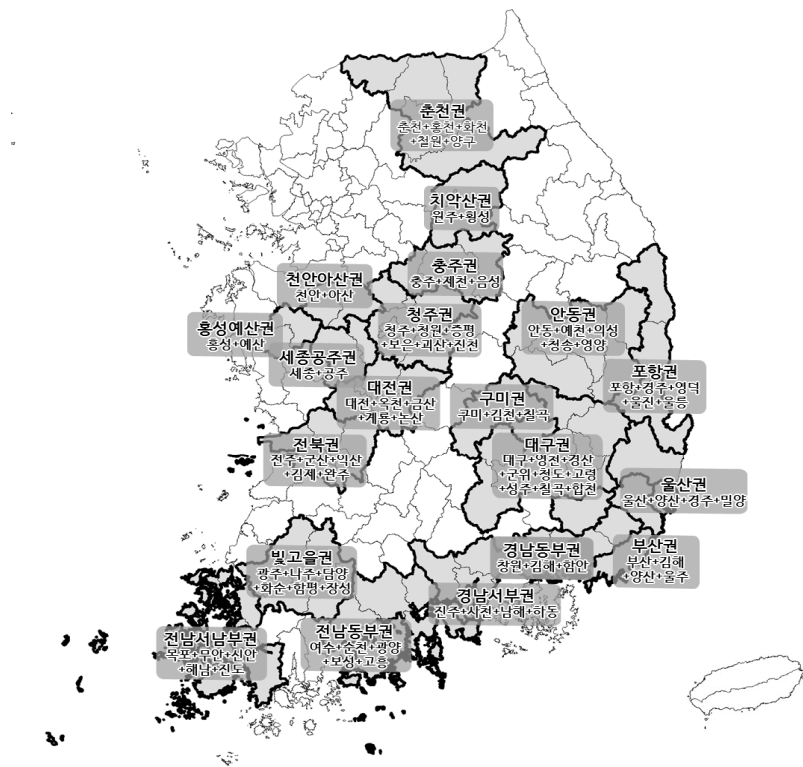 춘천권
춘천+홍천+화천
+철원+양구
치악산권
원주+횡성
충주권
충주+제천+음성
천안아산권
천안+아산
청주권
청주+청원+증평
+보은+괴산+진천
안동권
안동+예천+의성
+청송+영양
홍성예산권
홍성+예산
세종공주권
세종+공주
포항권
포항+경주+영덕
+울진+울릉
대전권
대전+옥천+금산
+계룡+논산
구미권
구미+김천+칠곡
전북권
전주+군산+익산
+김제+완주
대구권
대구+영천+경산
+군위+청도+고령
+성주+칠곡+합천
울산권
울산+양산+경주+밀양
빛고을권
광주+나주+담양
+화순+함평+장성
경남동부권
창원+김해+함안
부산권
부산+김해
+양산+울주
경남서부권
진주+사천+남해+하동
전남서남부권
목포+무안+신안
+해남+진도
전남동부권
여수+순천+광양
+보성+고흥